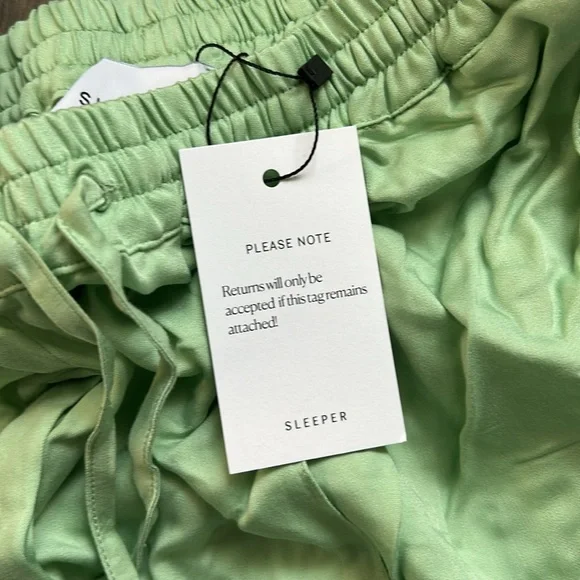 S
PLEASE NOTE
Returns will only be
accepted if this tag remains
attached!
SLEEPER